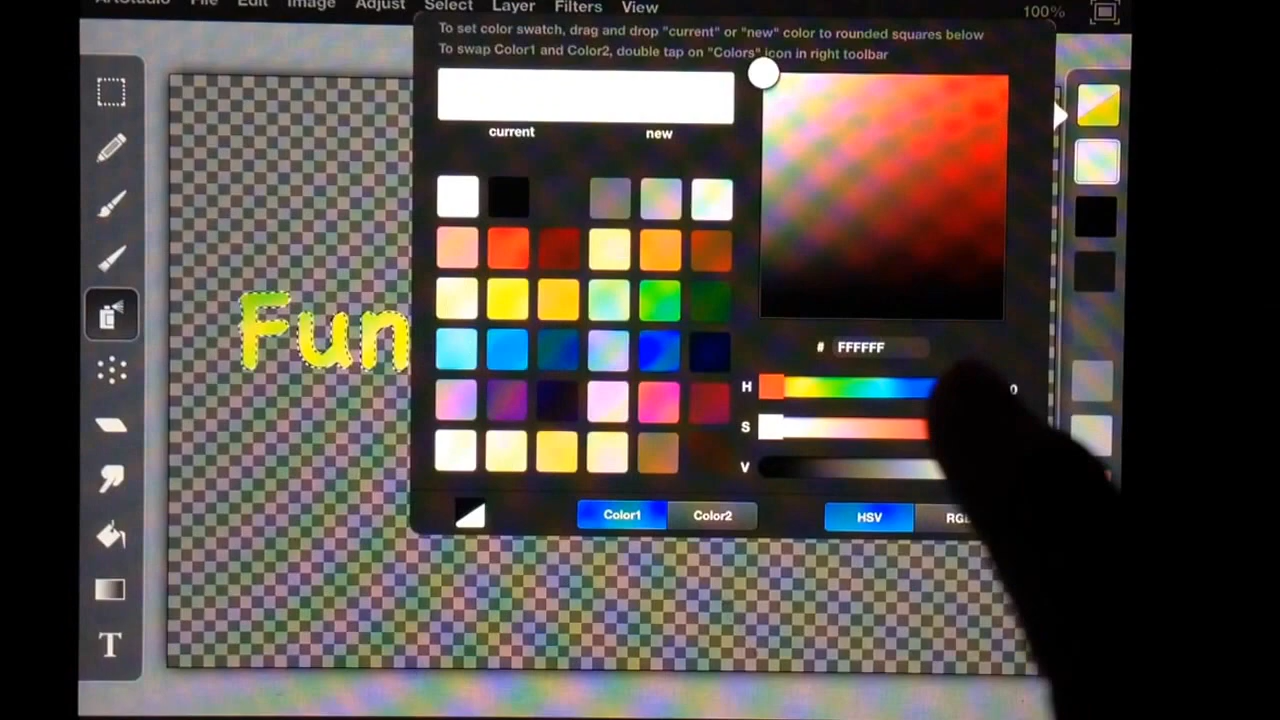 ARTStudio File Edit Image Adjust Select Layer Filters View
100%
To set color swatch, drag and drop "current" or "new" color to rounded squares below
To swap Color1 and Color2, double tap on "Colors" icon in right toolbar
current new
Fun
# FFFFFF
H 0
S
V
Color1 Color2 HSV
T